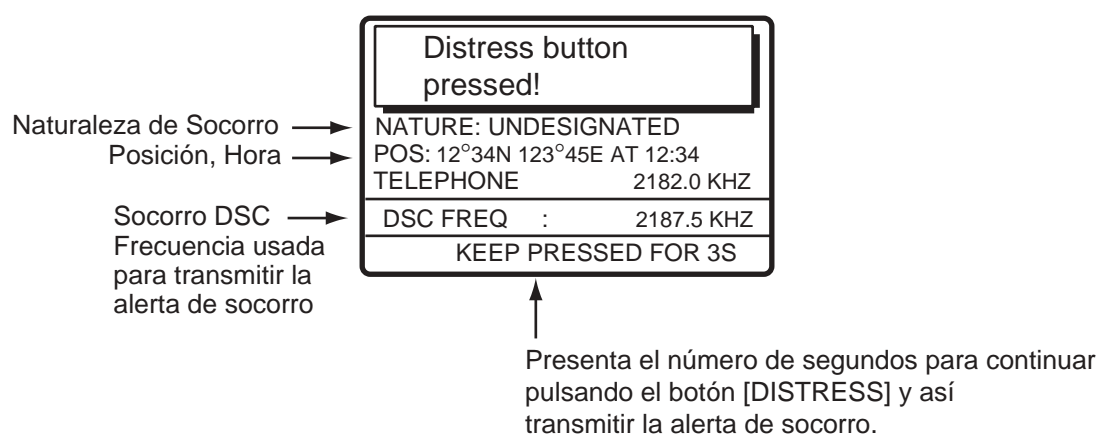 Distress button
pressed!
Naturaleza de Socorro
NATURE: UNDESIGNATED
Posición, Hora
POS: 12°34N 123°45E AT 12:34
TELEPHONE 2182.0 KHZ
Socorro DSC
Frecuencia usada
para transmitir la
alerta de socorro
DSC FREQ : 2187.5 KHZ
KEEP PRESSED FOR 3S
Presenta el número de segundos para continuar
pulsando el botón [DISTRESS] y así
transmitir la alerta de socorro.